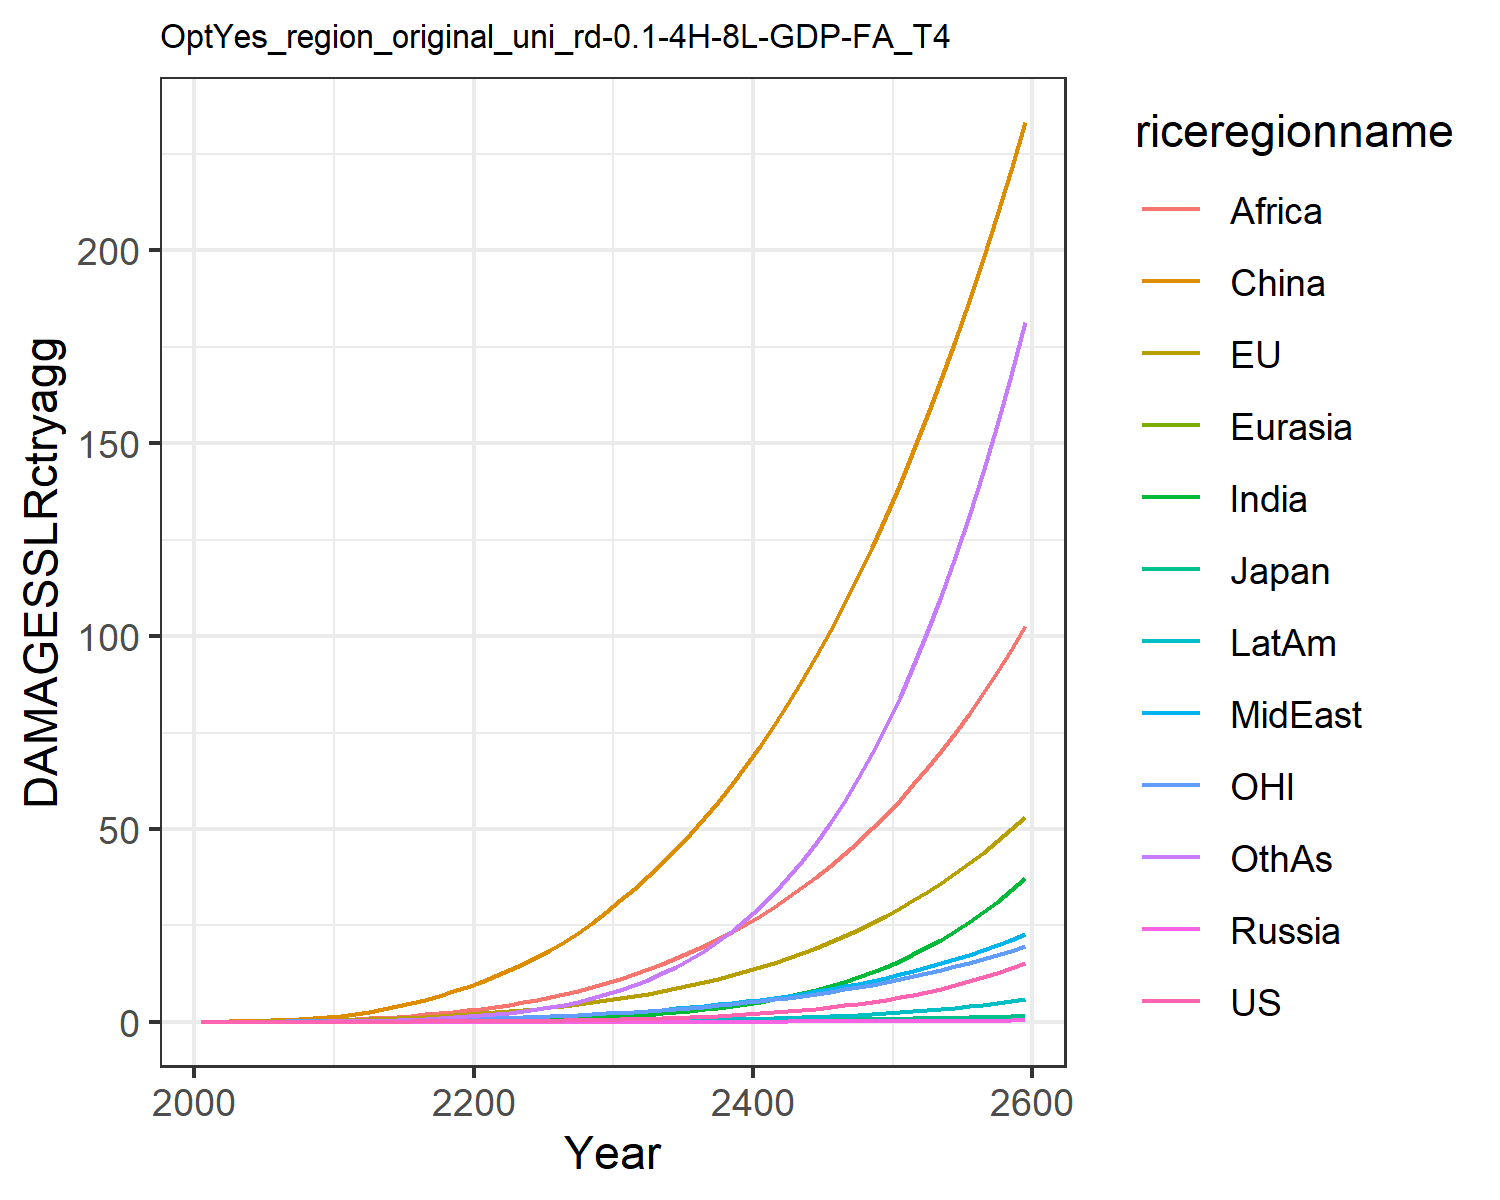 OptYes_region_original_uni_rd-0.1-4H-8L-GDP-FA_T4
DAMAGESSLRctryagg
200
150
100
50
0
2000
2200
2400
2600
Year
riceregionname
Africa
China
EU
Eurasia
India
Japan
LatAm
MidEast
OHI
OthAs
Russia
US